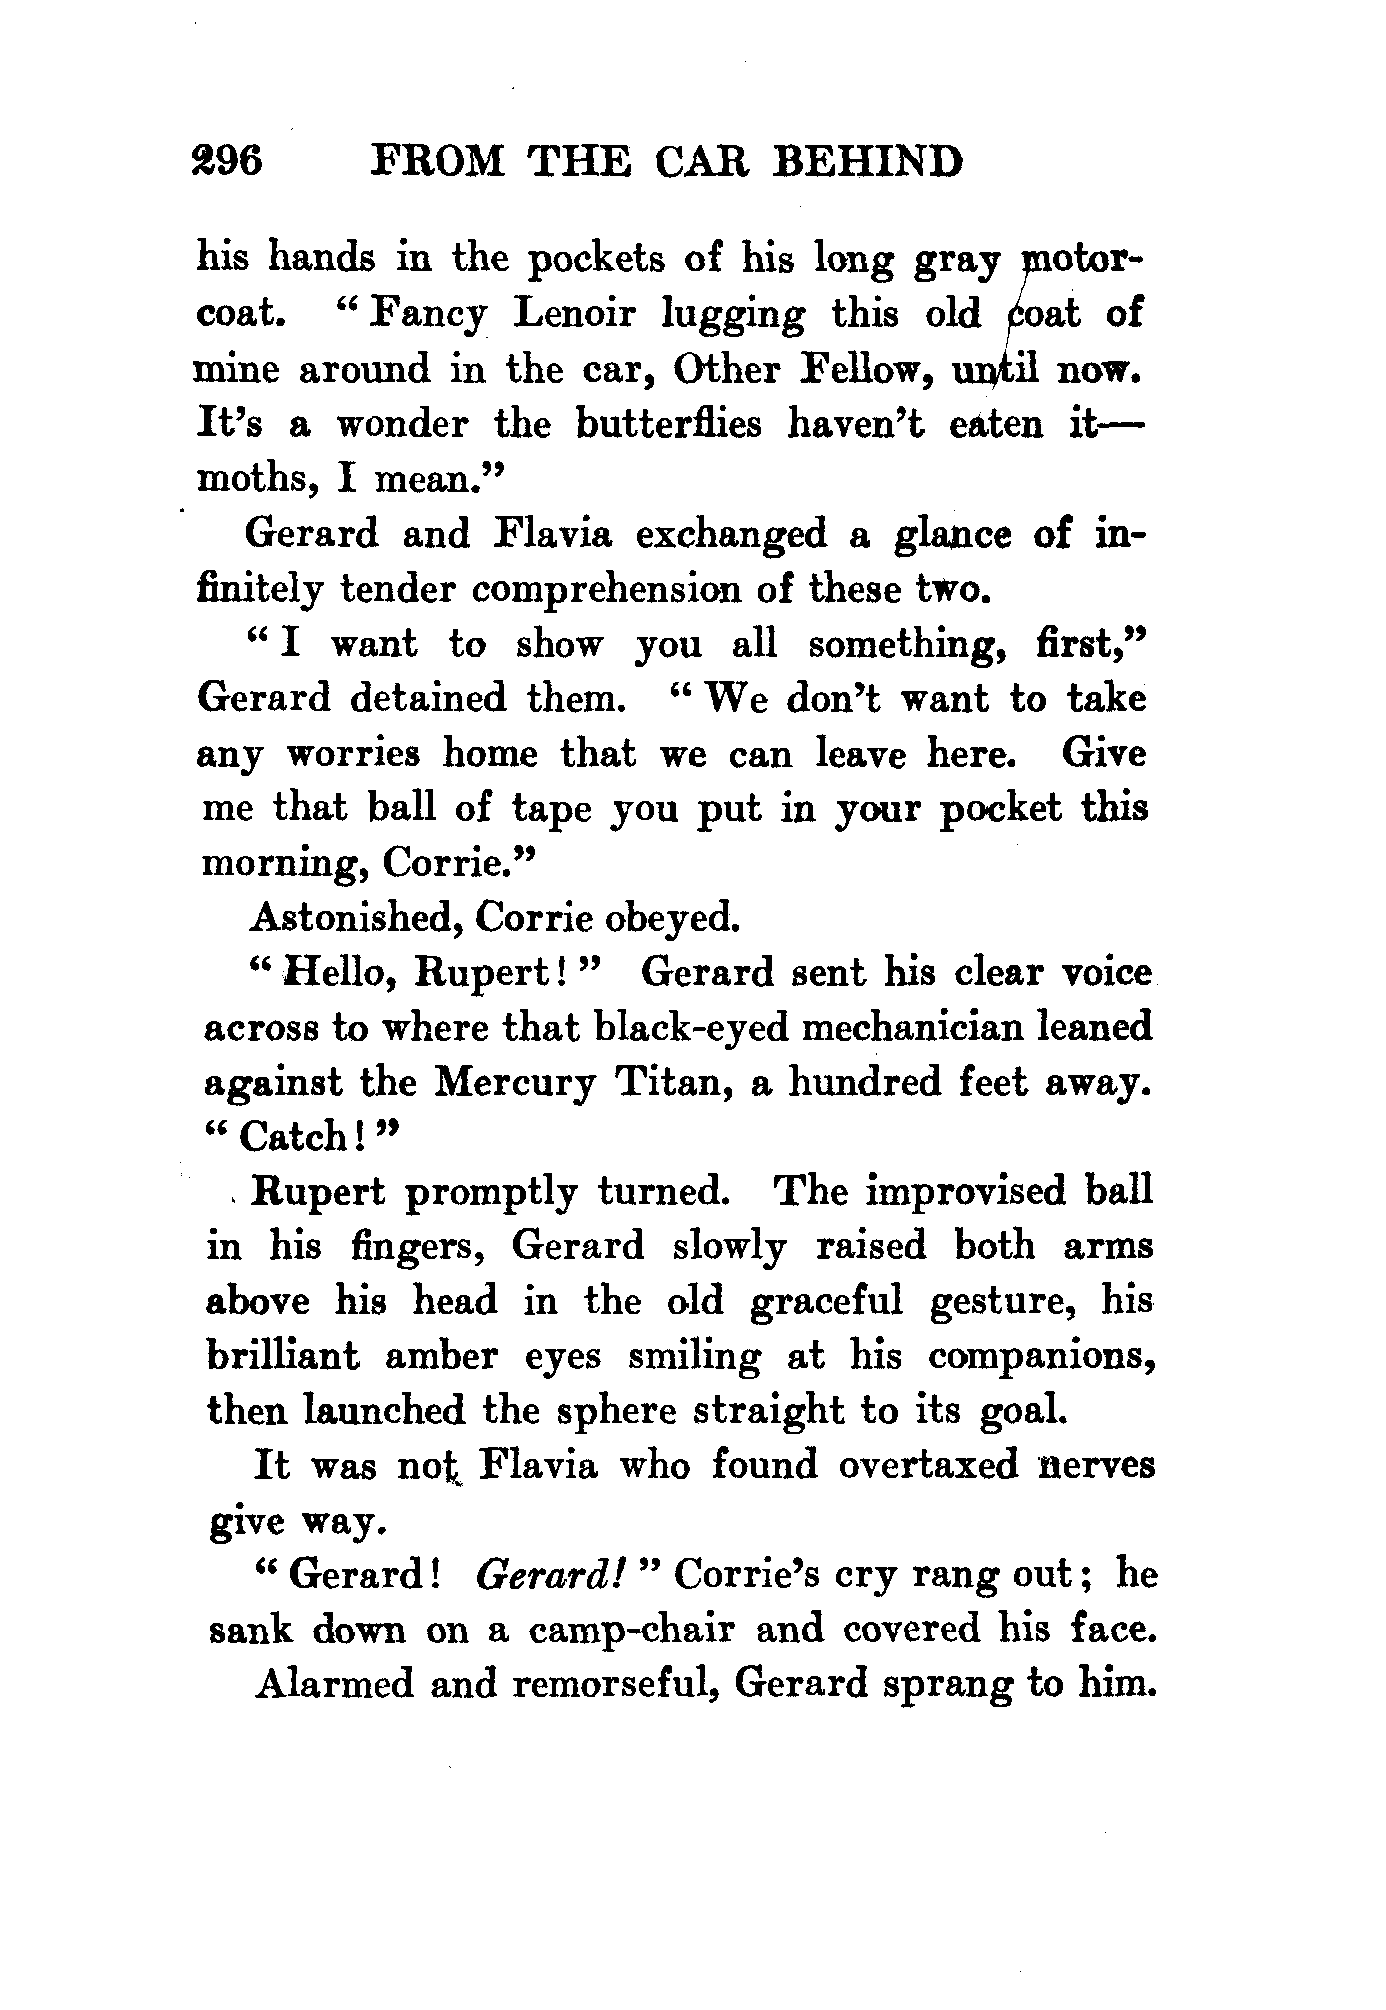 296 FROM THE CAR BEHIND
his hands in the pockets of his long gray motor-
coat. “ Fancy Lenoir lugging this old coat of
mine around in the car, Other Fellow, until now.
It’s a wonder the butterflies haven’t eaten it—
moths, I mean.”
Gerard and Flavia exchanged a glance of in-
finitely tender comprehension of these two.
“ I want to show you all something, first,”
Gerard detained them. “ We don’t want to take
any worries home that we can leave here. Give
me that ball of tape you put in your pocket this
morning, Corrie.”
Astonished, Corrie obeyed.
“ Hello, Rupert! ” Gerard sent his clear voice
across to where that black-eyed mechanician leaned
against the Mercury Titan, a hundred feet away.
“ Catch! ”
Rupert promptly turned. The improvised ball
in his fingers, Gerard slowly raised both arms
above his head in the old graceful gesture, his
brilliant amber eyes smiling at his companions,
then launched the sphere straight to its goal.
It was not Flavia who found overtaxed nerves
give way.
“ Gerard! Gerard! ” Corrie’s cry rang out; he
sank down on a camp-chair and covered his face.
Alarmed and remorseful, Gerard sprang to him.